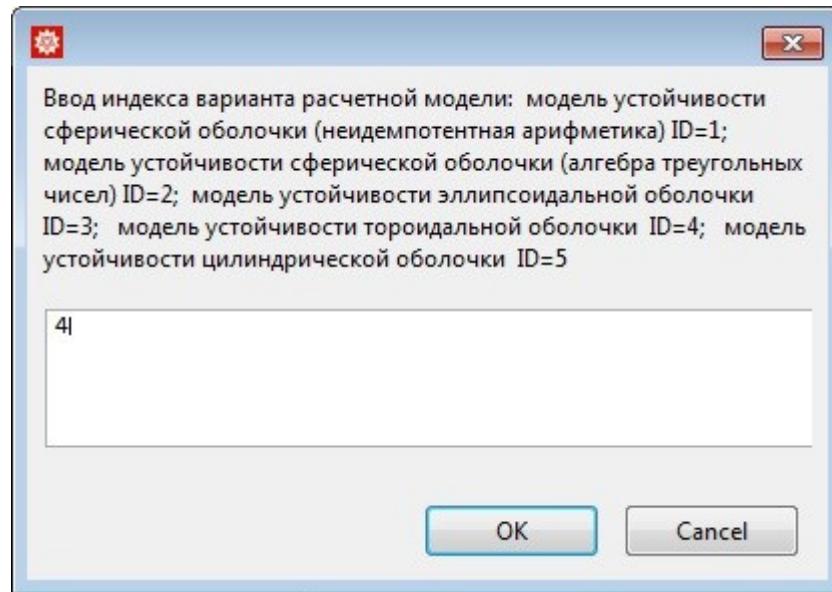 Ввод индекса варианта расчетной модели:  модель устойчивости
сферической оболочки (неидемпотентная арифметика) ID=1;
модель устойчивости сферической оболочки (алгебра треугольных
чисел) ID=2;  модель устойчивости эллипсоидальной оболочки
ID=3;   модель устойчивости тороидальной оболочки  ID=4;   модель
устойчивости цилиндрической оболочки  ID=5
4
OK
Cancel